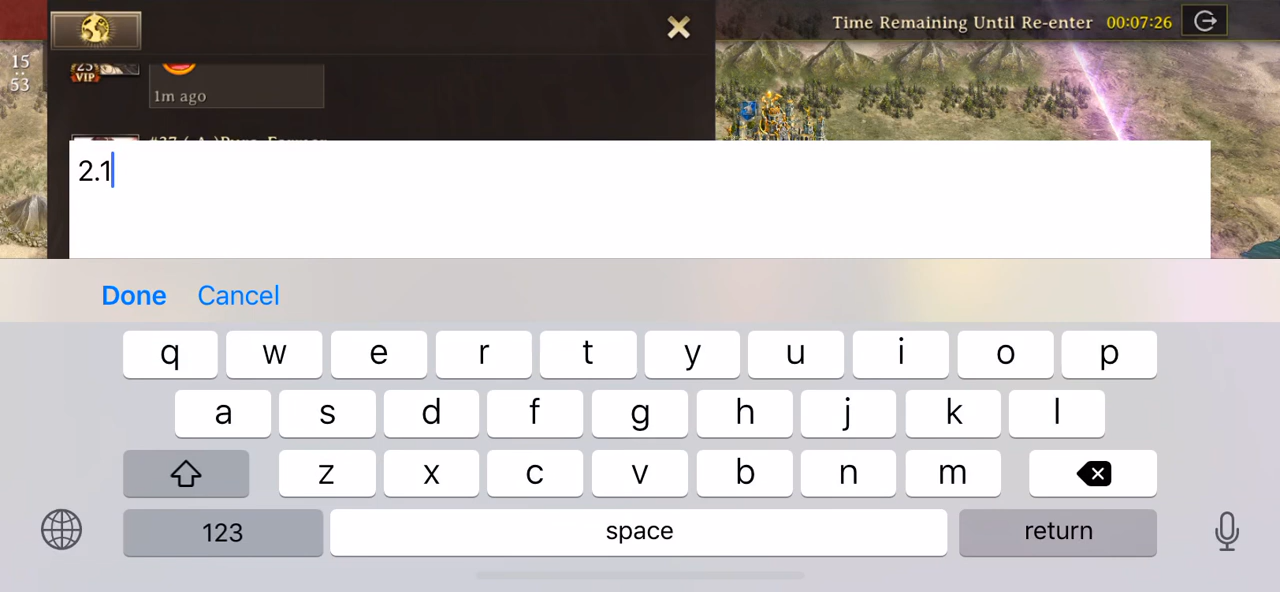 Time Remaining Until Re-enter 00:07:26
15
53
VIP
1m ago
2.1
Done Cancel
q w e r t y u i o p
a s d f g h j k l
z x c v b n m
123 space return